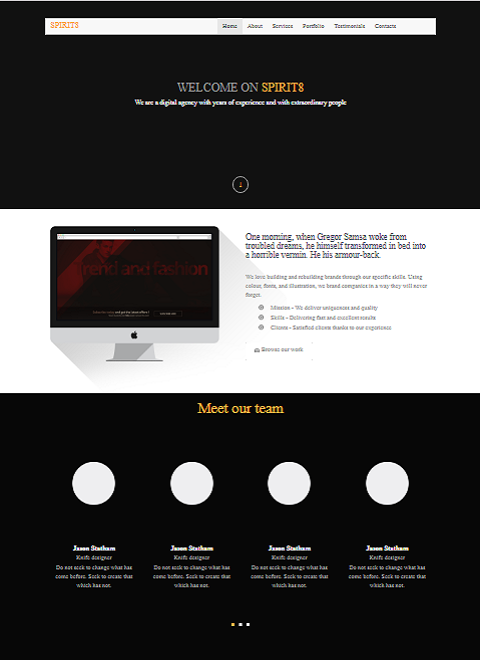 SPIRIT8
Home About Services Portfolio Testimonials Contacts
WELCOME ON SPIRIT8
We are a digital agency with years of experience and with extraordinary people
One morning, when Gregor Samsa woke from
troubled dreams, he himself transformed in bed into
a horrible vermin. He his armour-back.
rend and fashion
We love building and rebuilding brands through our specific skills. Using
colour, fonts, and illustration, we brand companies in a way they will never
forget.
Mission - We deliver uniqueness and quality
Skills - Delivering fast and excellent results
Clients - Satisfied clients thanks to our experience
Browse our work
Meet our team
Jason Statham Jason Statham Jason Statham Jason Statham
Knife designer Knife designer Knife designer Knife designer
Do not seek to change what has Do not seek to change what has Do not seek to change what has Do not seek to change what has
come before. Seek to create that come before. Seek to create that come before. Seek to create that come before. Seek to create that
which has not. which has not. which has not. which has not.